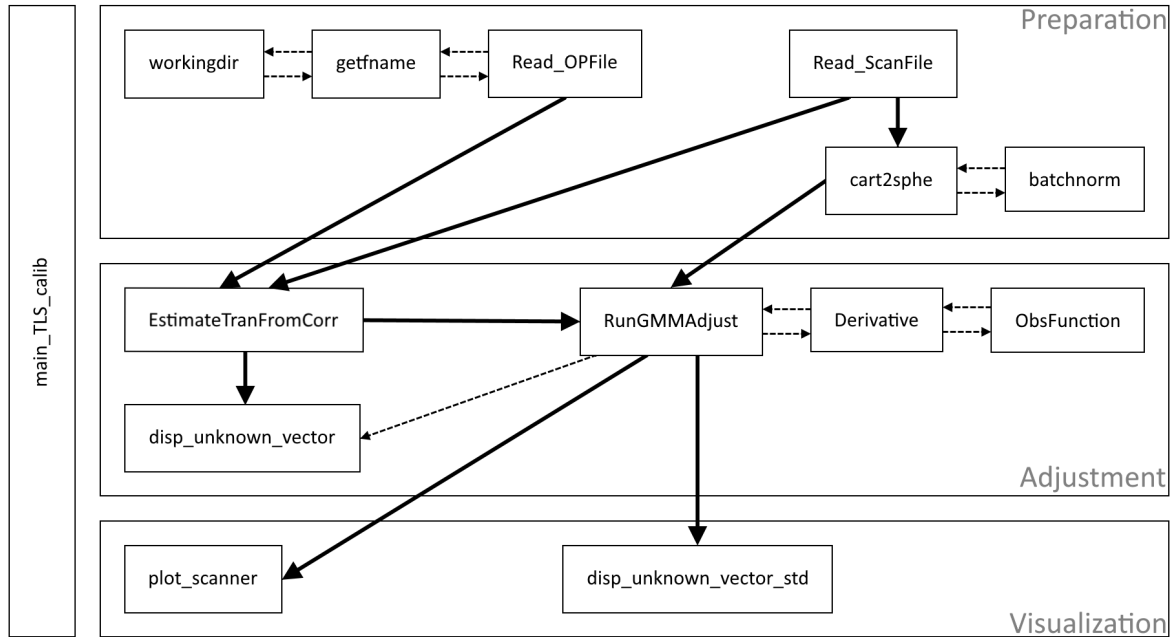 main_TLS_calib
Preparation
workingdir
getfname
Read_OPFile
Read_ScanFile
cart2sphe
batchnorm
EstimateTranFromCorr
RunGMMAdjust
Derivative
ObsFunction
disp_unknown_vector
Adjustment
plot_scanner
disp_unknown_vector_std
Visualization